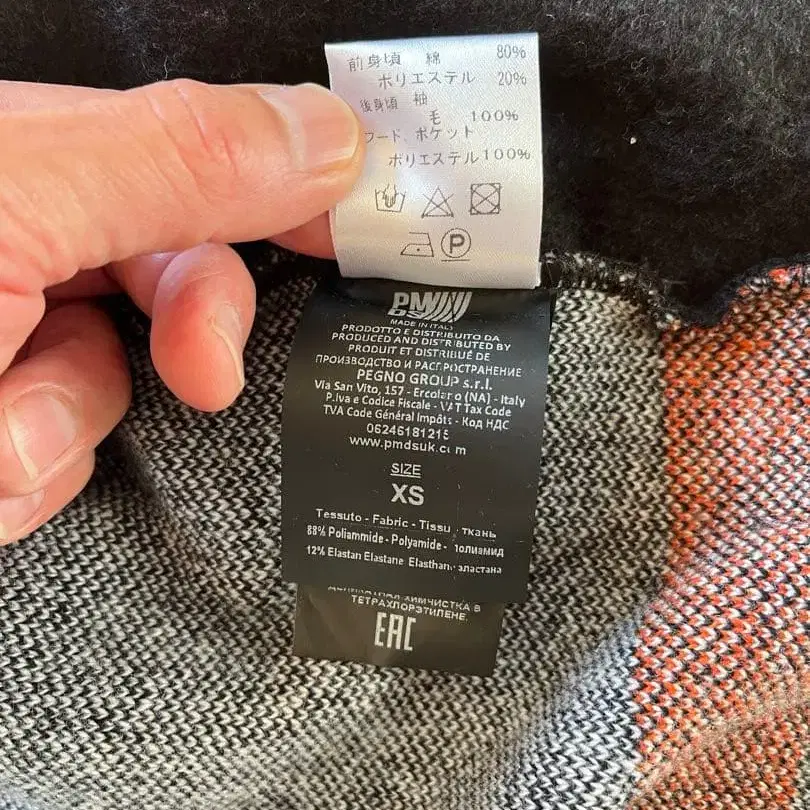 前身頃 綿 80%
ポリエステル 20%
後身頃 袖
毛 100%
フード、ポケット
ポリエステル100%
P
PMDS
MADE IN ITALY
PRODOTTO E DISTRIBUITO DA
PRODUCED AND DISTRIBUTED BY
PRODUIT ET DISTRIBUÉ DE
ПРОИЗВОДСТВО И РАСПРОСТРАНЕНИЕ
PEGNO GROUP s.r.l.
Via San Vito, 157 - Ercolano (NA) - Italy
P.Iva e Codice Fiscale - VAT Tax Code
TVA Code Général Impôts - Код НДС
06246181215
www.pmdsuk.com
SIZE
XS
Tessuto - Fabric - Tissu - ткань
88% Poliammide - Polyamide - полиамид
12% Elastan Elastane Elasthan эластана
ХИМЧИСТКА В
ТЕТРАХЛОРЭТИЛЕНЕ.
EAC